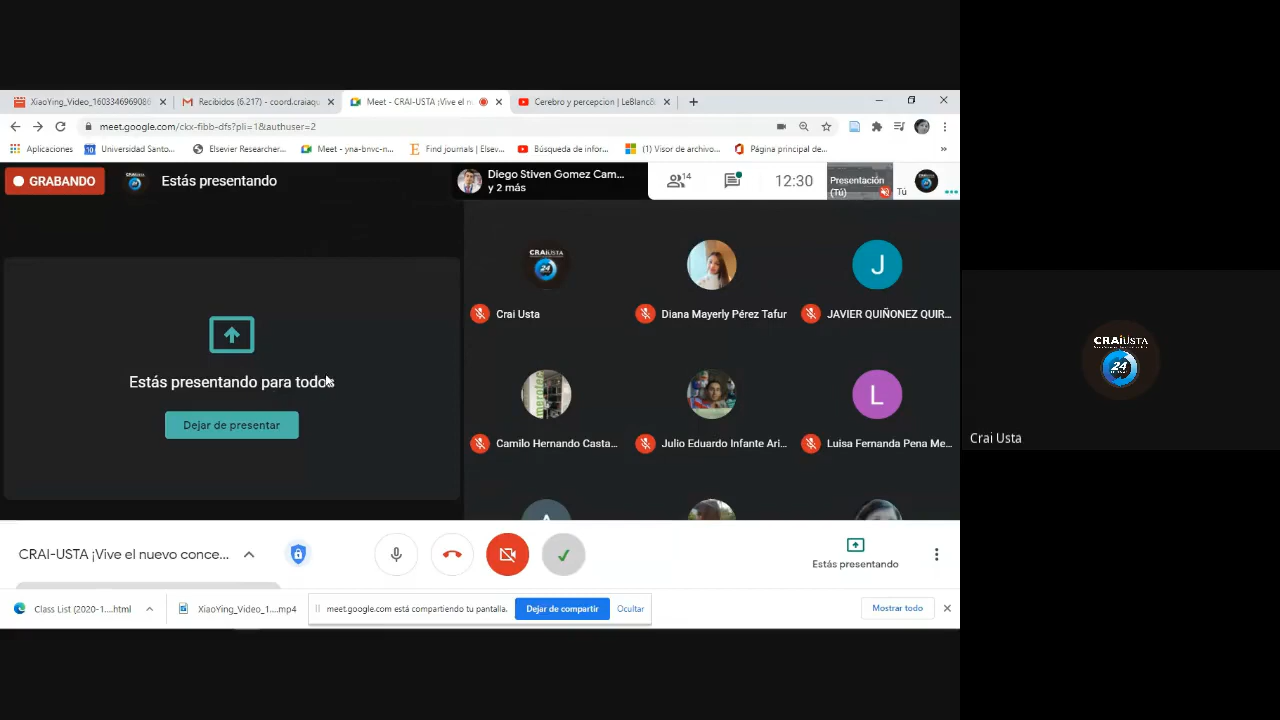 XiaoYing_Video_1603346969086
Recibidos (6.217) - coord.craiaqu
Meet - CRAI-USTA ¡Vive el n
Cerebro y percepcion | LeBlanc&
meet.google.com/ckx-fibb-dfs?pli=1&authuser=2
Aplicaciones
Universidad Santo...
Elsevier Researcher...
Meet - yna-bnvc-n...
Find journals | Elsev...
Búsqueda de infor...
Visor de archivo...
Página principal de...
GRABANDO
Estás presentando
Diego Stiven Gomez Cam...
y 2 más
14
12:30
Presentación
(Tú)
Tú
CRAIUSTA
24
Crai Usta
Diana Mayerly Pérez Tafur
J
JAVIER QUIÑONEZ QUIR...
Estás presentando para todos
Dejar de presentar
Camilo Hernando Casta...
Julio Eduardo Infante Ari...
L
Luisa Fernanda Pena Me...
CRAIUSTA
24
Crai Usta
A
CRAI-USTA ¡Vive el nuevo conce...
Estás presentando
Class List (2020-1....html
XiaoYing_Video_1....mp4
meet.google.com está compartiendo tu pantalla.
Dejar de compartir
Ocultar
Mostrar todo